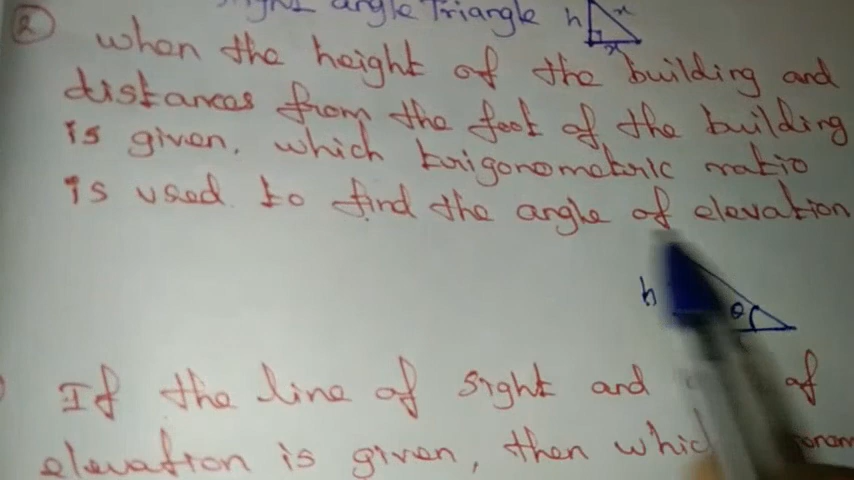 angle Triangle h x
x
2 when the height of the building and
distances from the foot of the building
is given. which trigonometric ratio
is used to find the angle of elevation
h θ
If the line of sight and of
elevation is given, then